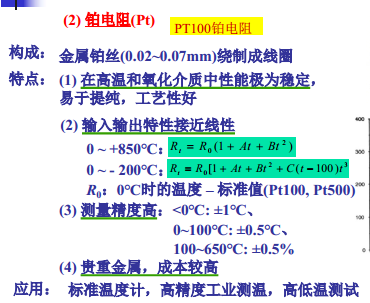 (2) 铂电阻(Pt)
PT100铂电阻
构成： 金属铂丝(0.02~0.07mm)绕制成线圈
特点： (1) 在高温和氧化介质中性能极为稳定，
易于提纯，工艺性好
(2) 输入输出特性接近线性
0 ~ +850°C： R_t = R_0(1 + At + Bt^2)
0 ~ - 200°C： R_t = R_0[1 + At + Bt^2 + C(t-100)t^3
R_0： 0°C时的温度 – 标准值(Pt100, Pt500)
(3) 测量精度高： <0°C: ±1°C、
0~100°C: ±0.5°C、
100~650°C: ±0.5%
(4) 贵重金属，成本较高
应用： 标准温度计，高精度工业测温，高低温测试
400
300
200
100
0